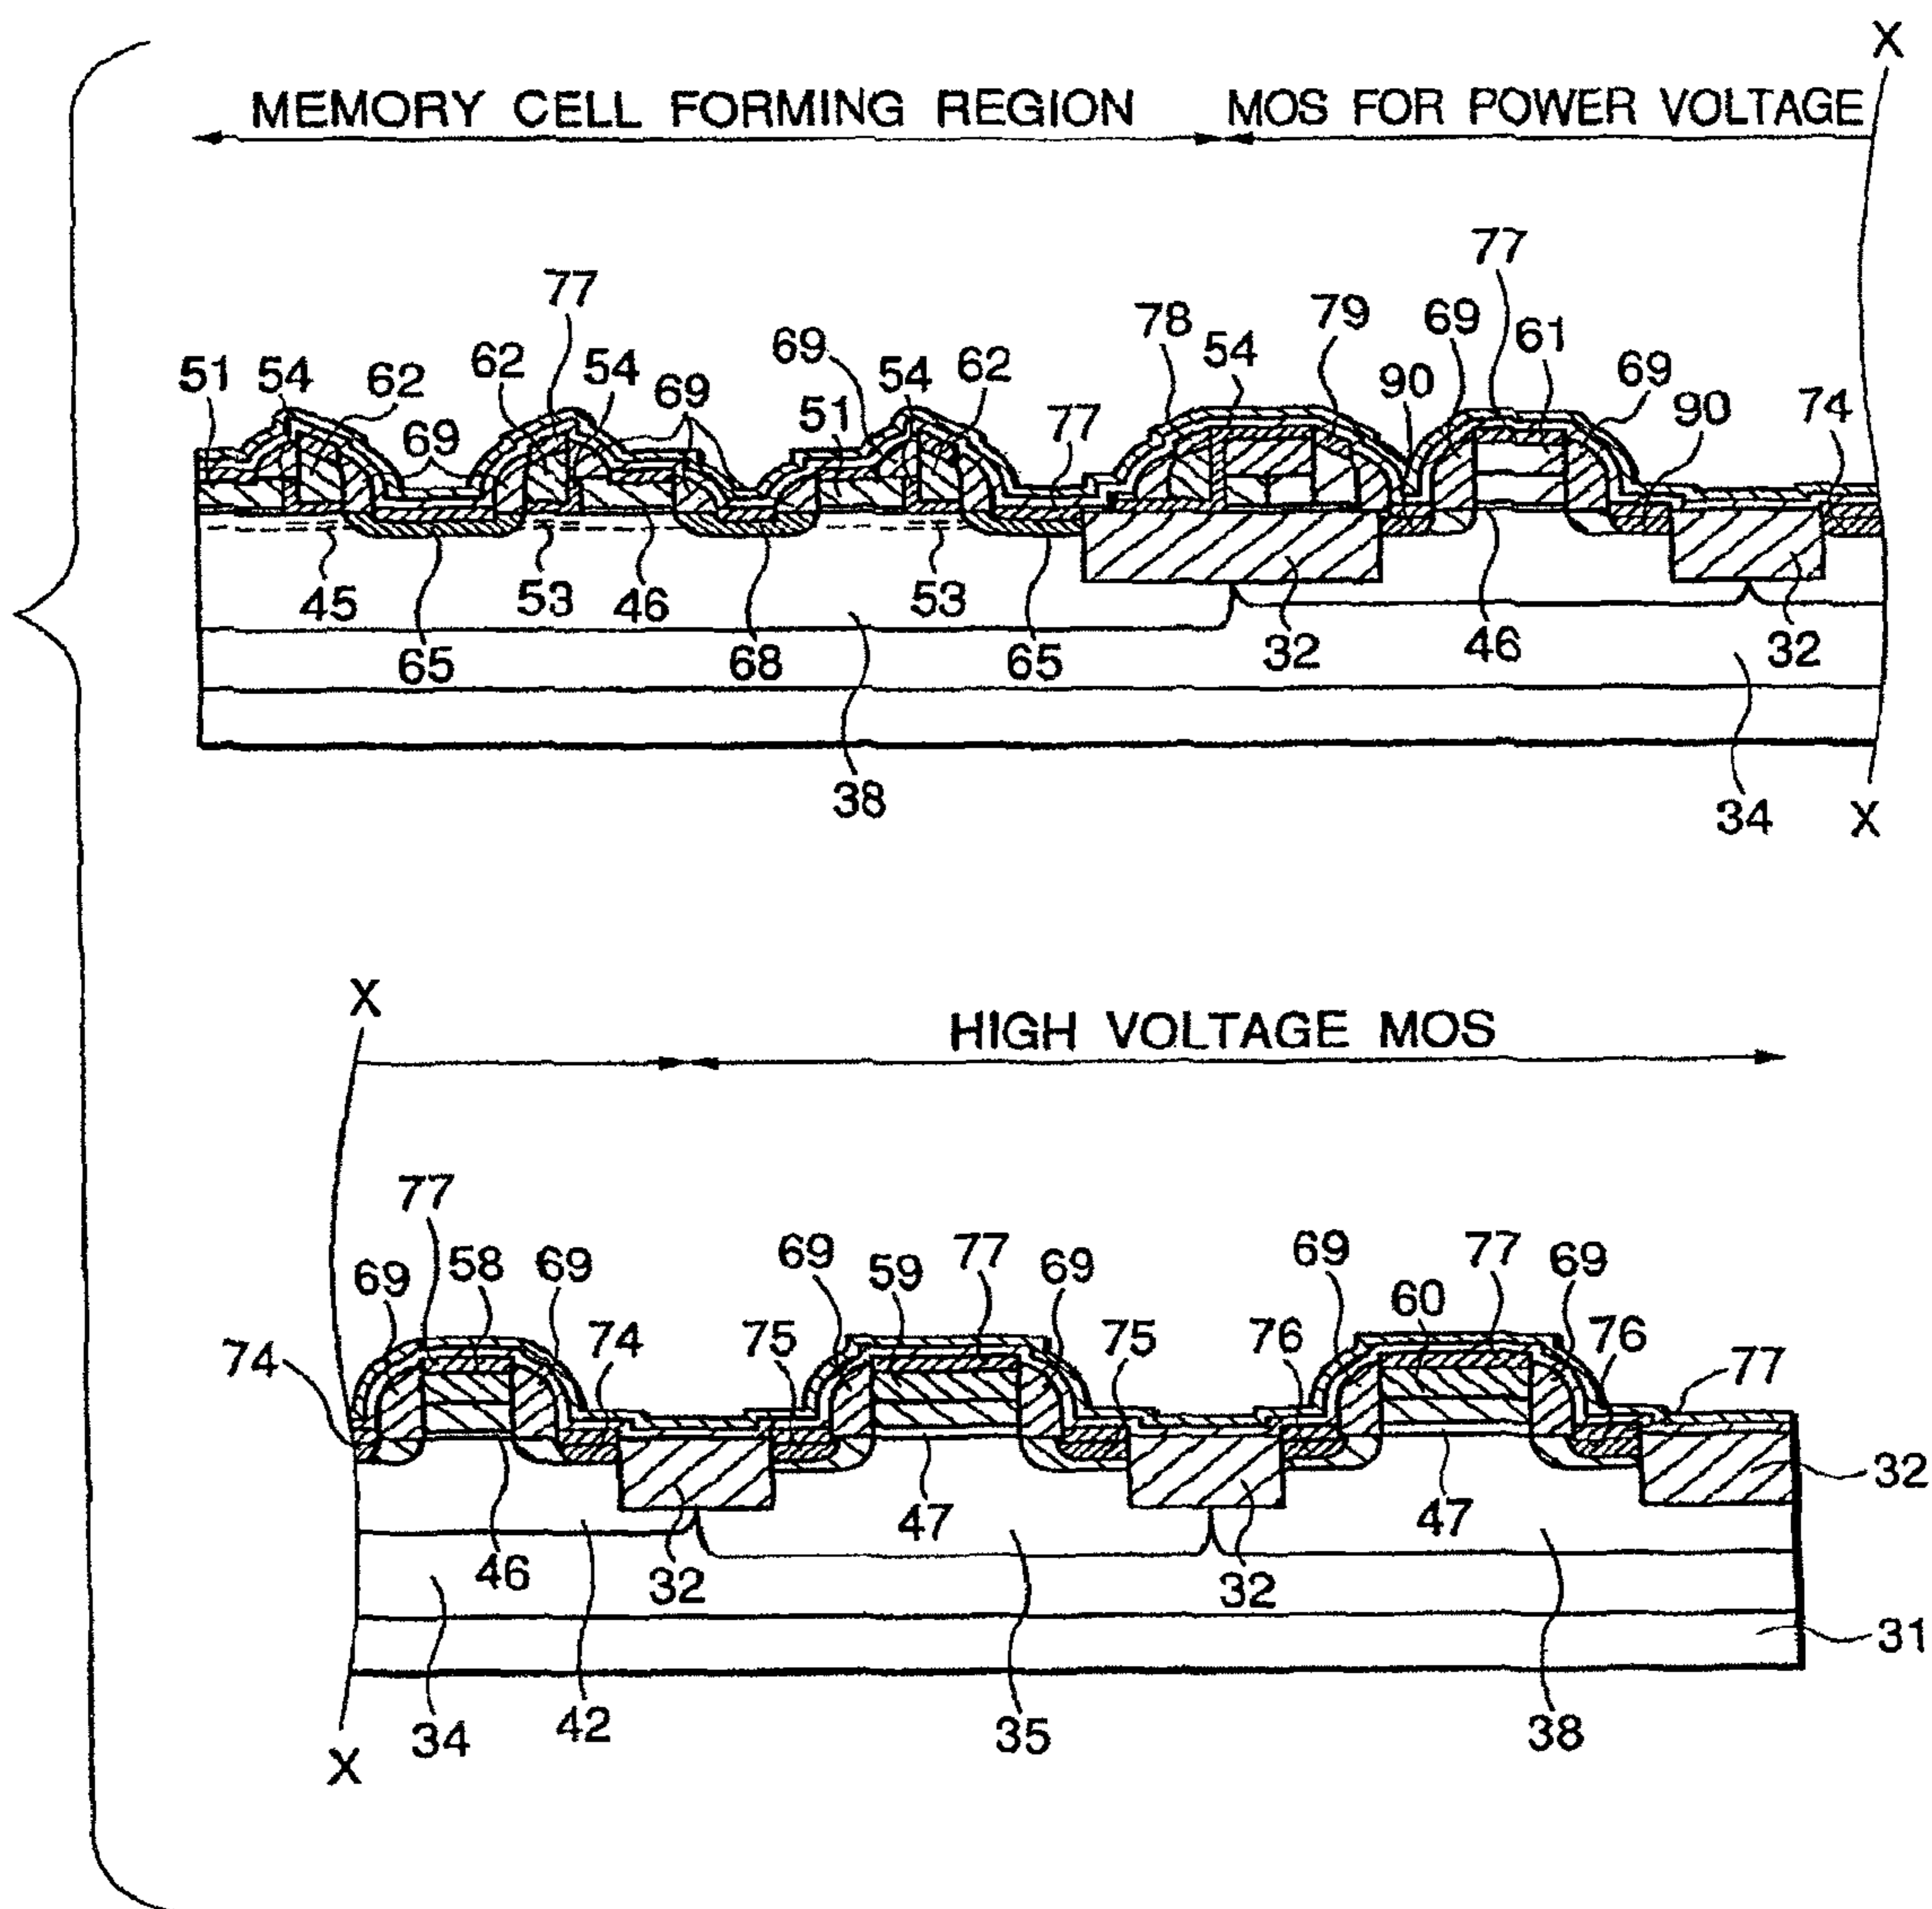 X
MEMORY CELL FORMING REGION MOS FOR POWER VOLTAGE
77
77
78 54 79 69 61
51 54 62 62 54 69 69 54 62 90 69 90 74
69 51 77
45 53 46 53
65 68 65 32 46 32
38 34
X X
X
HIGH VOLTAGE MOS
77
69 58 69 69 59 77 69 69 77 69
60
74 74 75 75 76 76 77
46 47 47 32
32 32
31
34 42 35 38
X